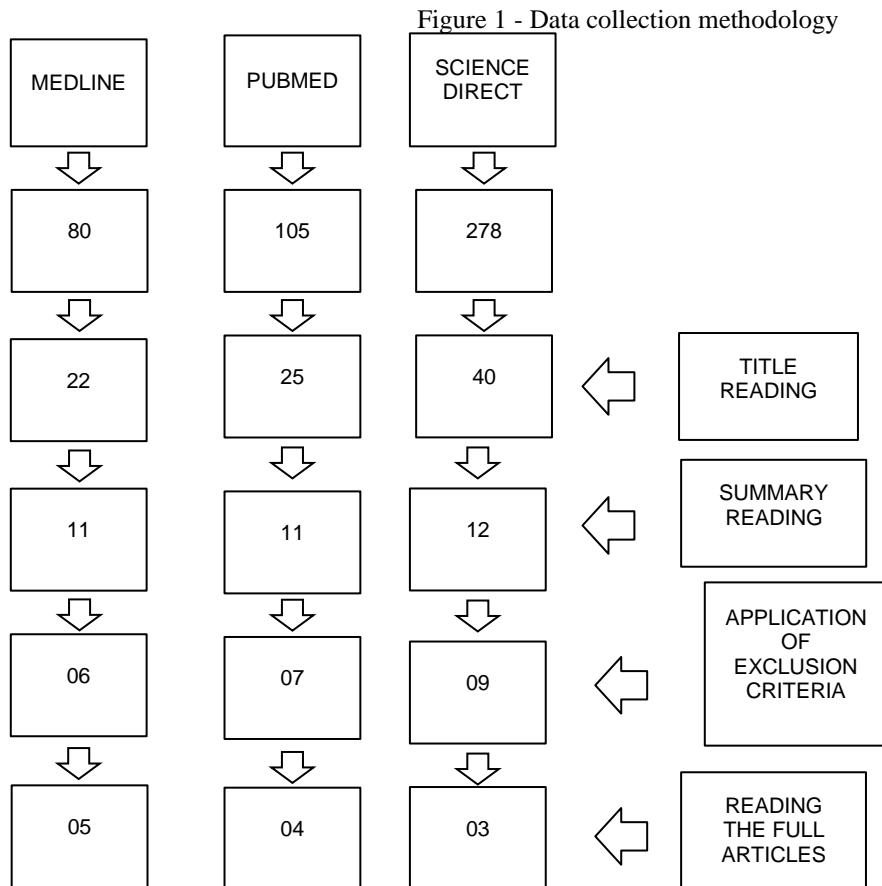 Figure 1 - Data collection methodology
MEDLINE
PUBMED
SCIENCE
DIRECT
80
105
278
22
25
40
TITLE
READING
11
11
12
SUMMARY
READING
06
07
09
APPLICATION
OF
EXCLUSION
CRITERIA
05
04
03
READING
THE FULL
ARTICLES